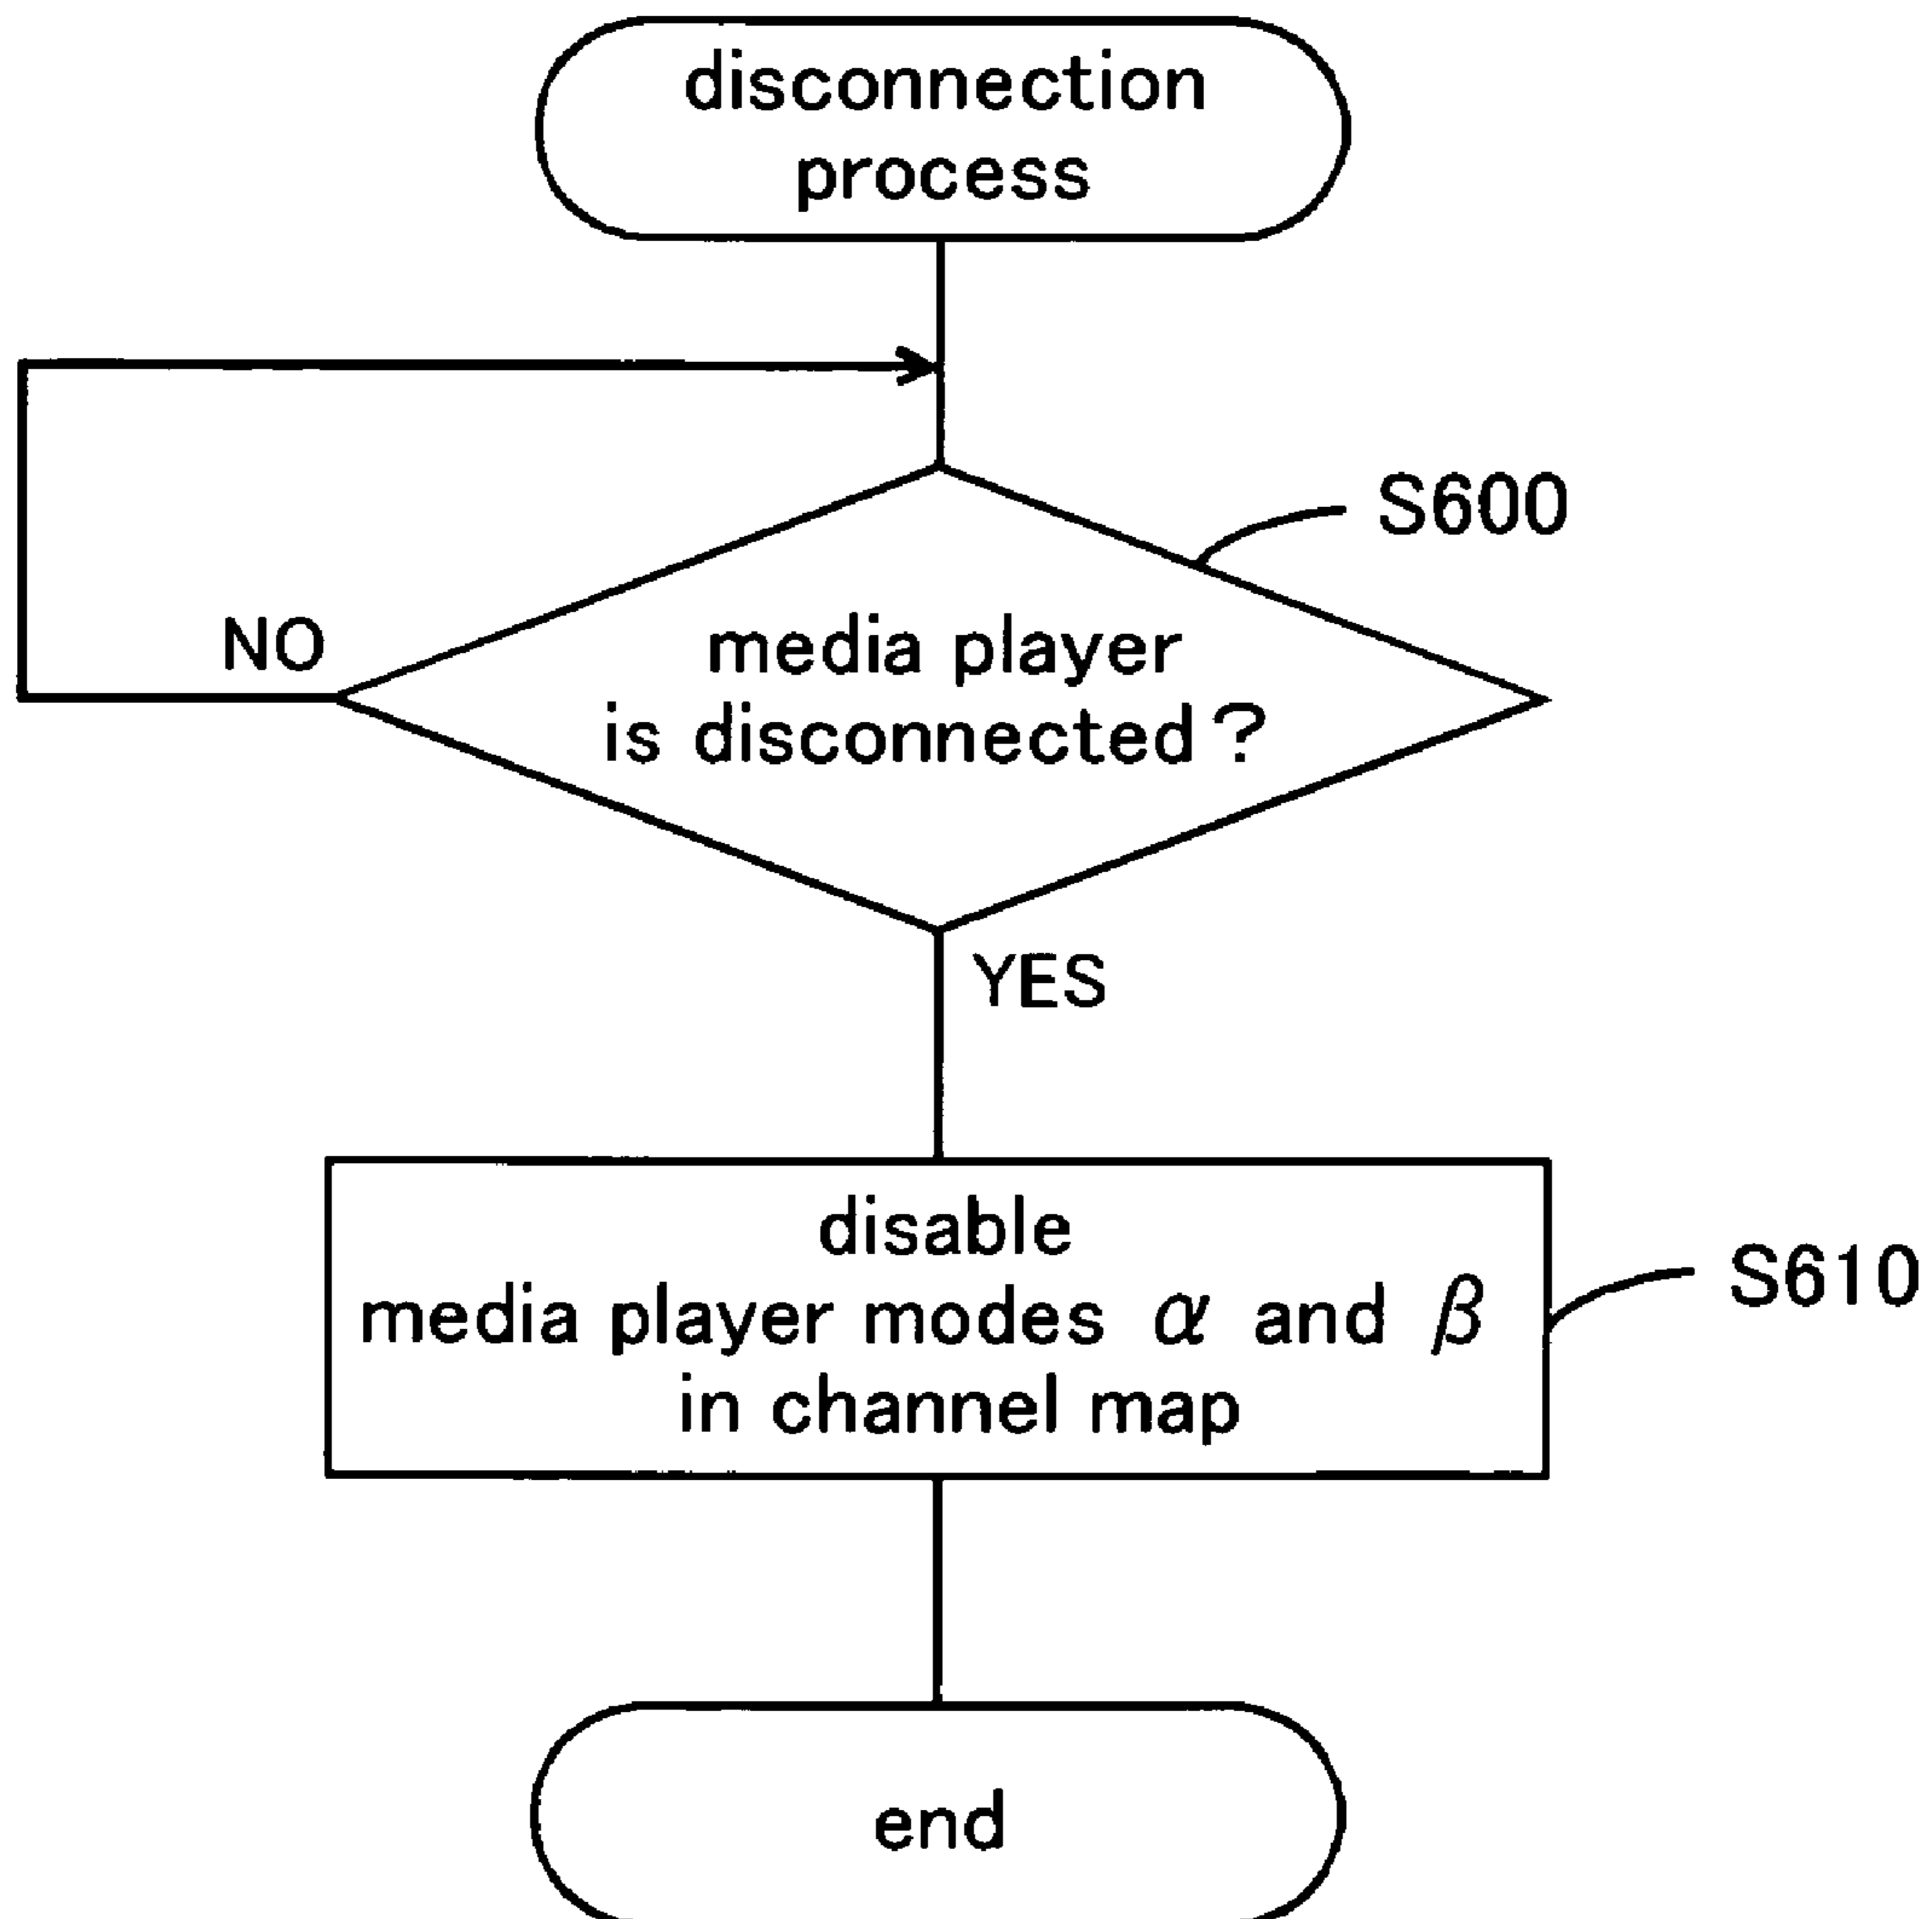 disconnection
process
S600
NO
media player
is disconnected?
YES
disable
media player modes α and β
in channel map
S610
end